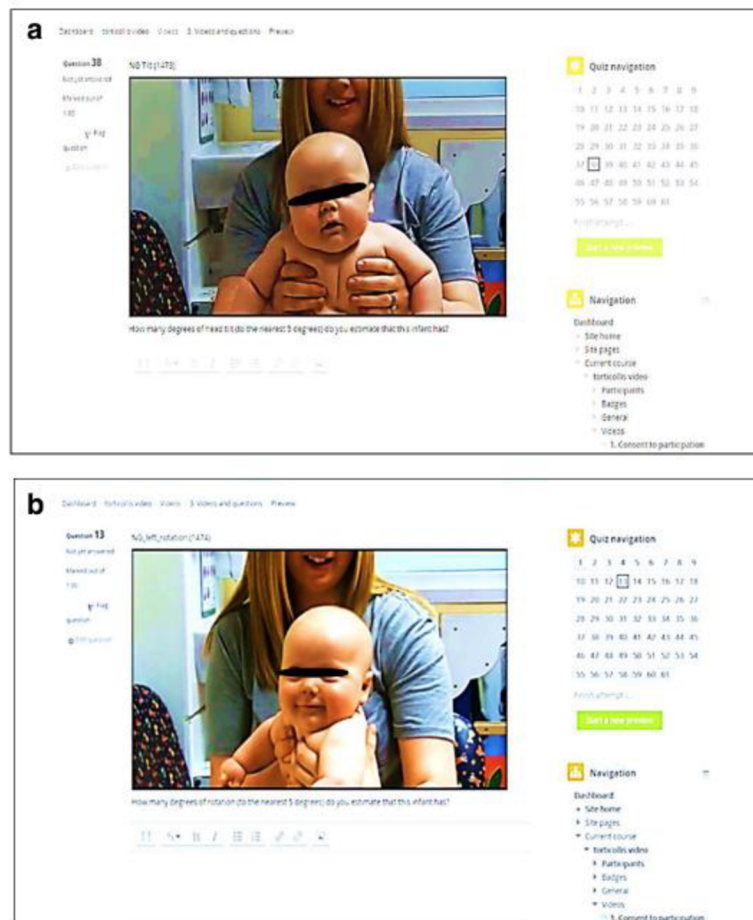 a
Dashboard torticollis video Videos 3. Videos and questions Preview
Question 38
Not yet answered
Marked out of
1.00
Flag
question
Edit question
NB Tilt (1473)
How many degrees of head tilt (to the nearest 5 degrees) do you estimate that this infant has?
B I
Quiz navigation
1 2 3 4 5 6 7 8 9
10 11 12 13 14 15 16 17 18
19 20 21 22 23 24 25 26 27
28 29 30 31 32 33 34 35 36
37 38 39 40 41 42 43 44 45
46 47 48 49 50 51 52 53 54
55 56 57 58 59 60 61
Finish attempt ...
Start a new preview
Navigation
Dashboard
Site home
Site pages
Current course
torticollis video
Participants
Badges
General
Videos
1. Consent to participation
b
Dashboard torticollis video Videos 3. Videos and questions Preview
Question 13
Not yet answered
Marked out of
1.00
Flag
question
Edit question
NG_left_rotation (1474)
How many degrees of rotation (to the nearest 5 degrees) do you estimate that this infant has?
B I
Quiz navigation
1 2 3 4 5 6 7 8 9
10 11 12 13 14 15 16 17 18
19 20 21 22 23 24 25 26 27
28 29 30 31 32 33 34 35 36
37 38 39 40 41 42 43 44 45
46 47 48 49 50 51 52 53 54
55 56 57 58 59 60 61
Finish attempt ...
Start a new preview
Navigation
Dashboard
Site home
Site pages
Current course
torticollis video
Participants
Badges
General
Videos
1. Consent to participation